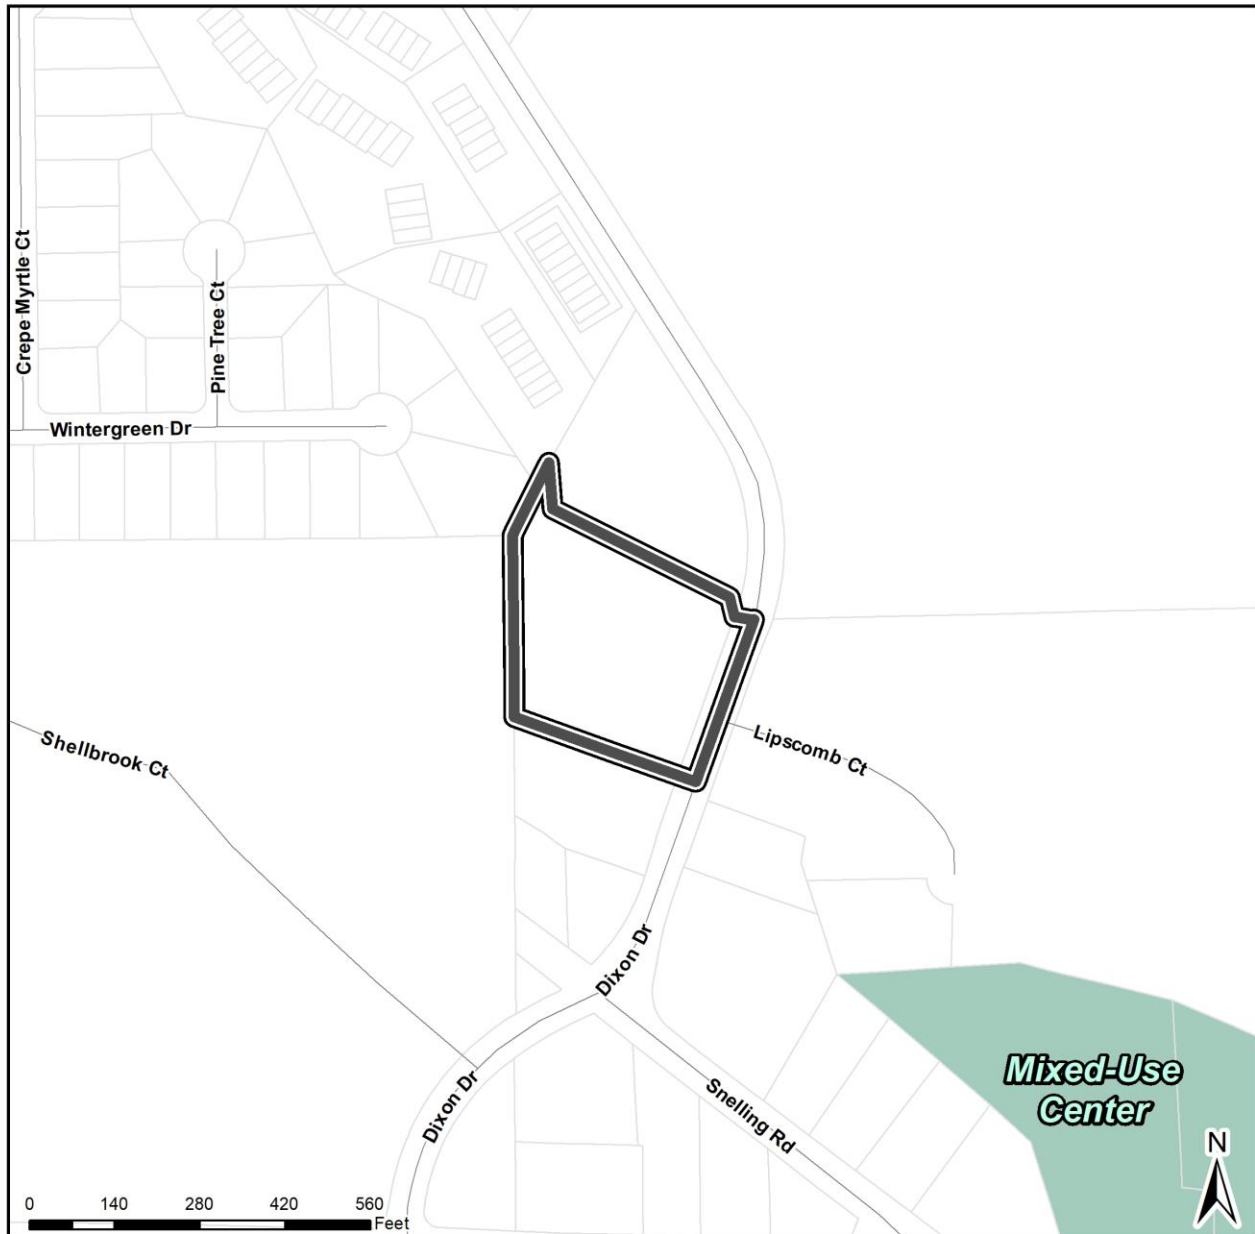 Crepe Myrtle Ct
Pine Tree Ct
Wintergreen Dr
Shellbrook Ct
Lipscomb Ct
Dixon Dr
Dixon Dr
Snelling Rd
Mixed-Use
Center
N
0 140 280 420 560
Feet